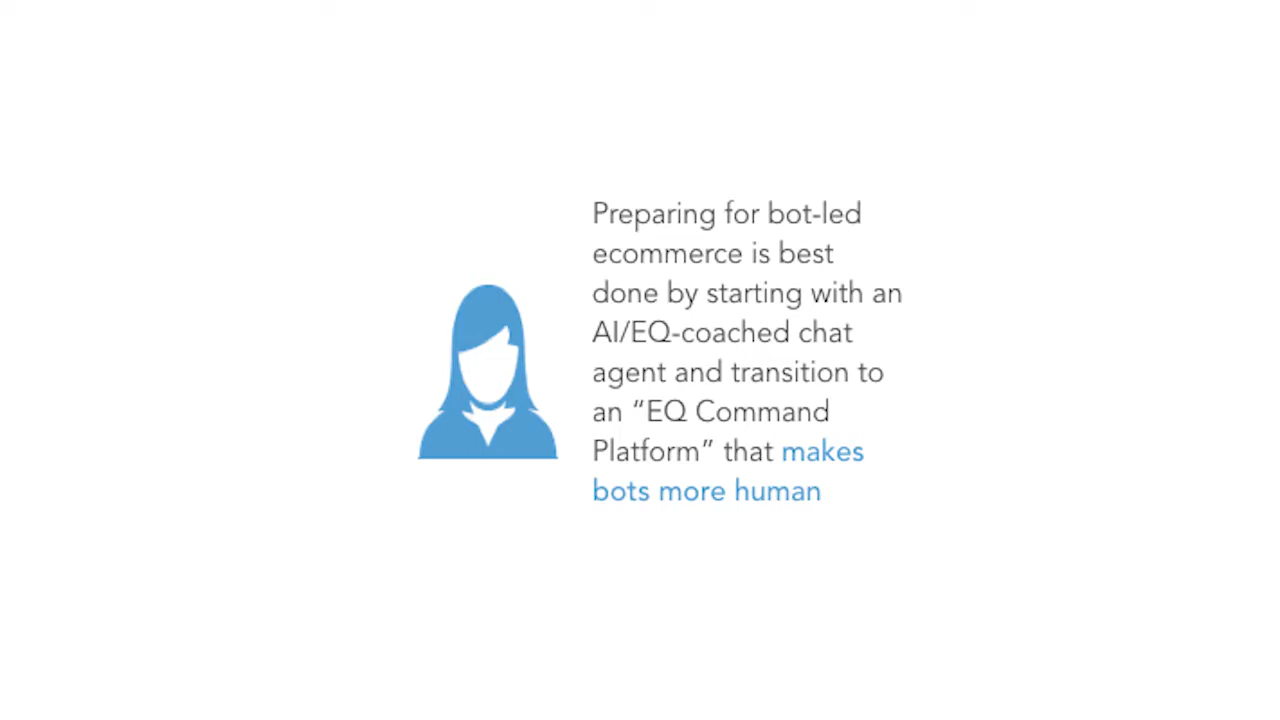 Preparing for bot-led
ecommerce is best
done by starting with an
AI/EQ-coached chat
agent and transition to
an “EQ Command
Platform” that makes
bots more human